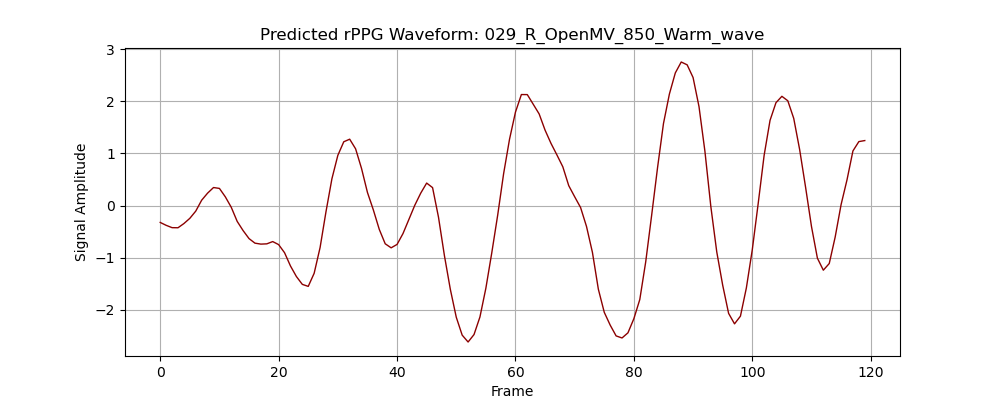 Predicted rPPG Waveform: 029_R_OpenMV_850_Warm_wave
3
2
1
0
−1
−2
Signal Amplitude
0 20 40 60 80 100 120
Frame